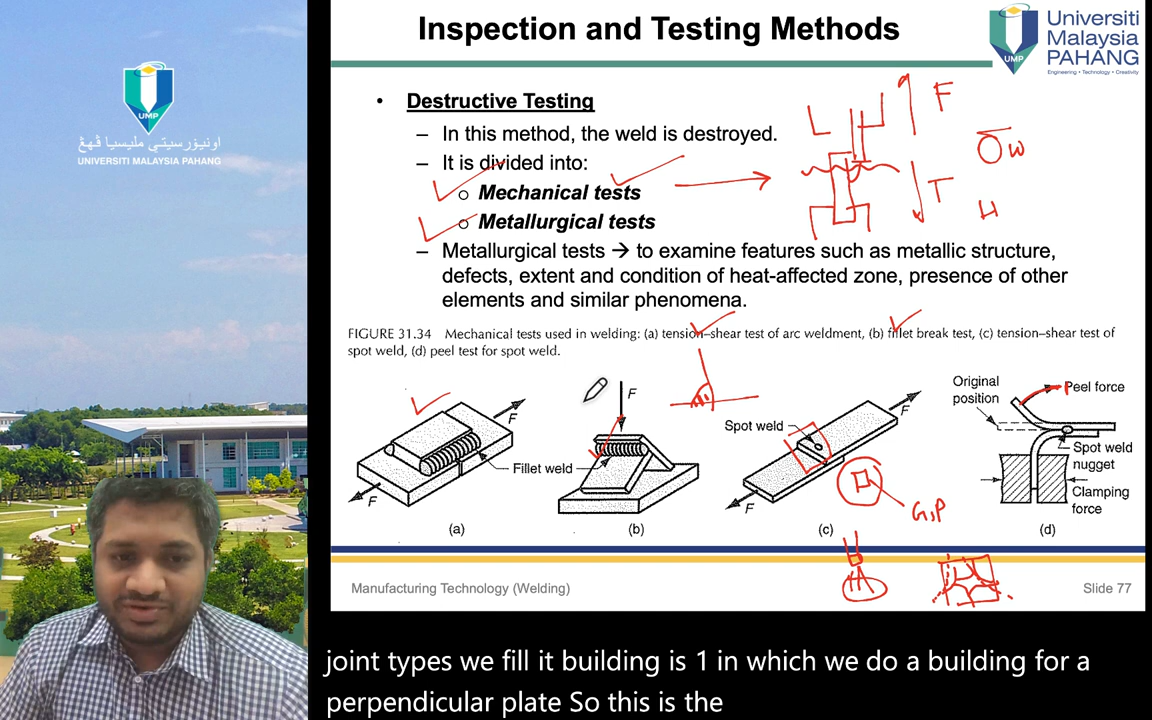 Inspection and Testing Methods
Universiti
Malaysia
PAHANG
Engineering • Technology • Creativity
UMP
UMP
اونيۏرسيتي مليسيا ڤهڠ
UNIVERSITI MALAYSIA PAHANG
• Destructive Testing
– In this method, the weld is destroyed.
– It is divided into:
o Mechanical tests
o Metallurgical tests
– Metallurgical tests → to examine features such as metallic structure,
defects, extent and condition of heat-affected zone, presence of other
elements and similar phenomena.
F
T
σw
H
FIGURE 31.34 Mechanical tests used in welding: (a) tension–shear test of arc weldment, (b) fillet break test, (c) tension–shear test of
spot weld, (d) peel test for spot weld.
F
Fillet weld
F
(a)
F
(b)
Spot weld
F
F
G,P
(c)
Original
position
Peel force
Spot weld
nugget
Clamping
force
(d)
Manufacturing Technology (Welding)
Slide 77
joint types we fill it building is 1 in which we do a building for a
perpendicular plate So this is the